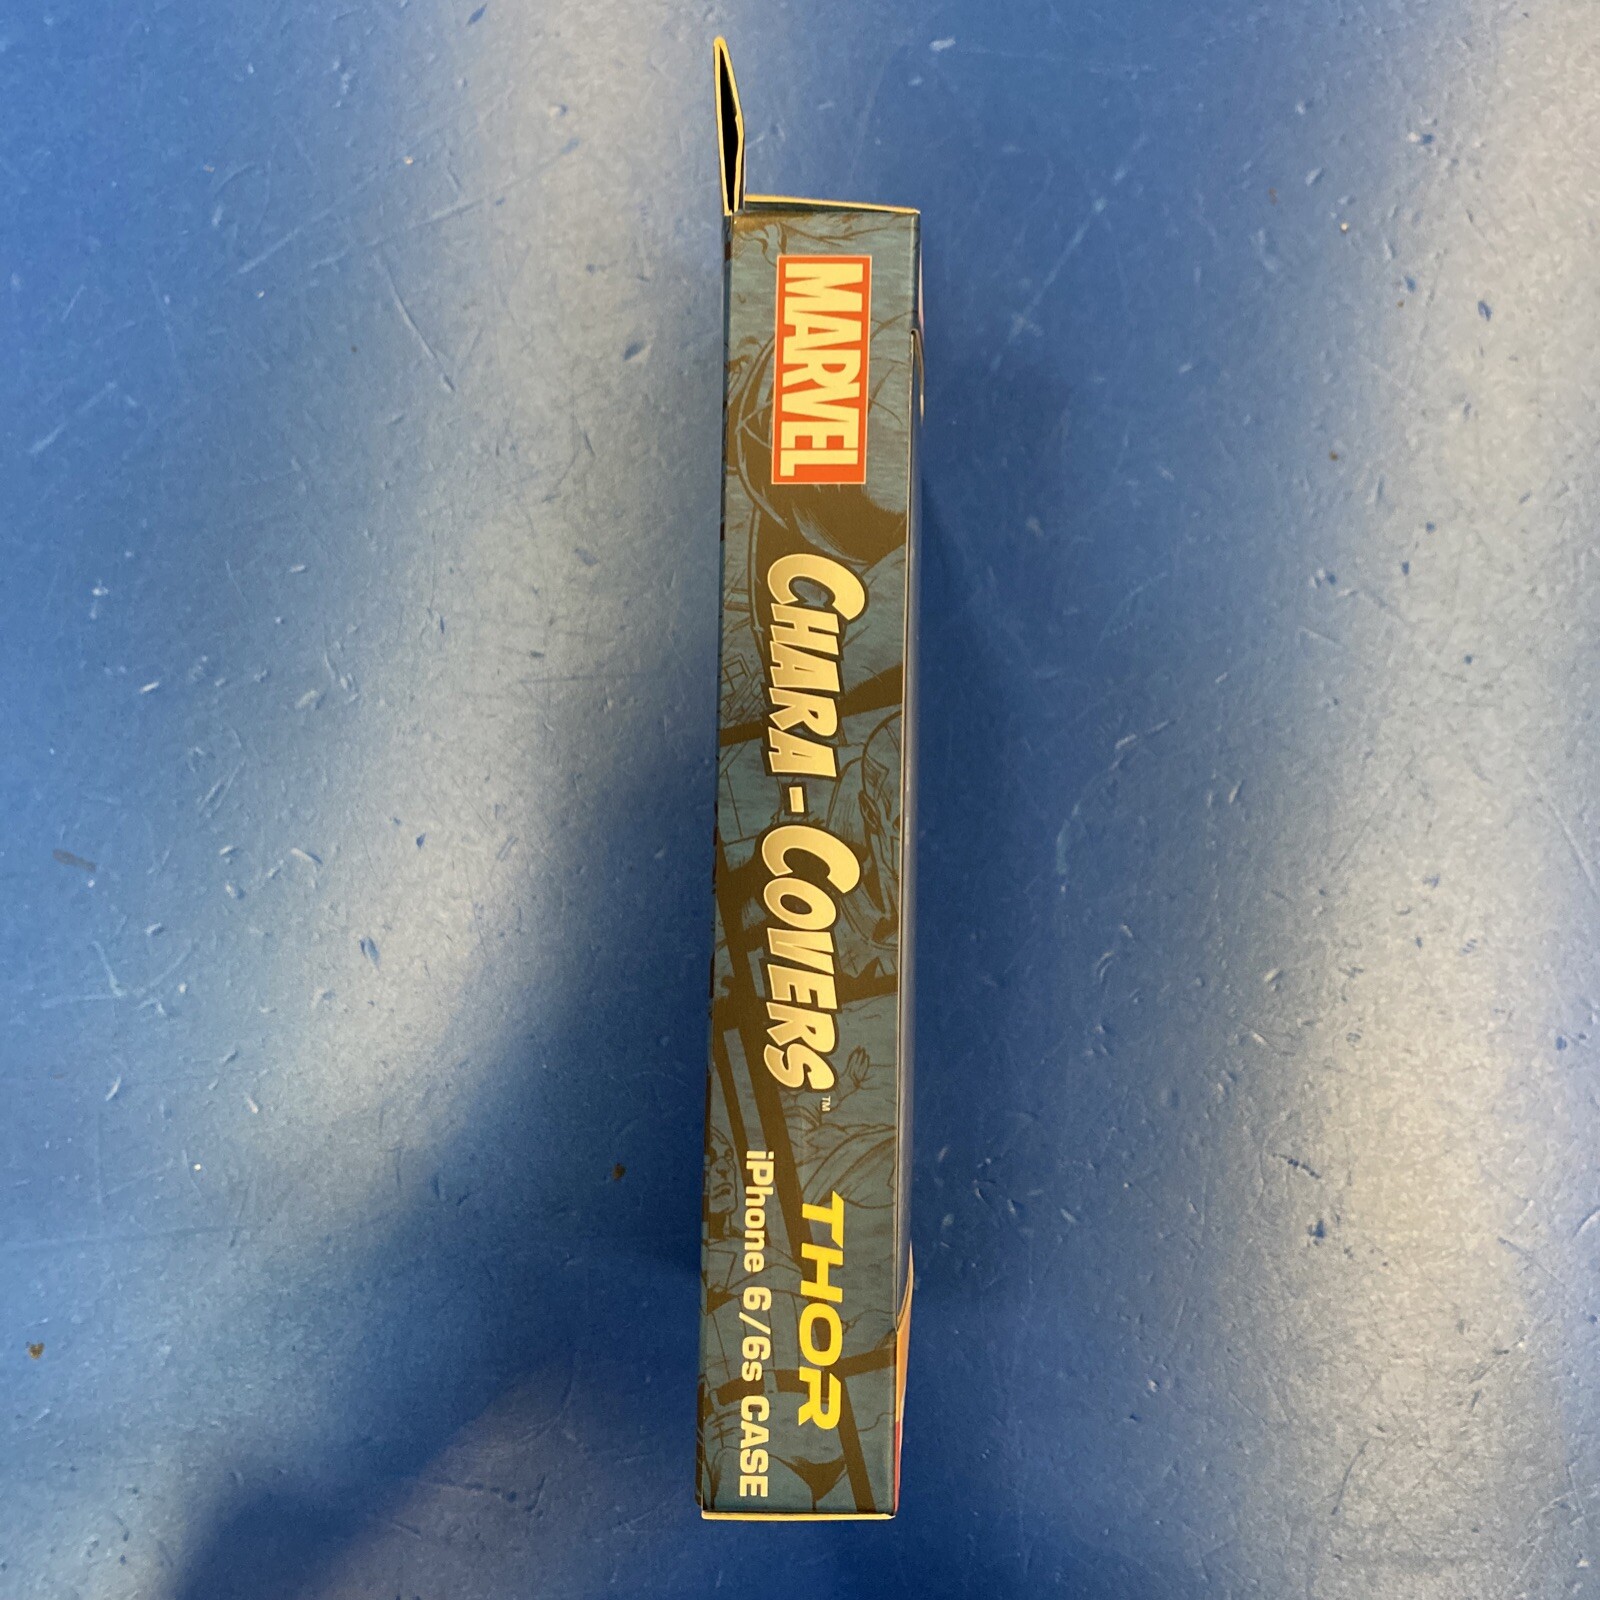 MARVEL
CHARA-COVERS™
THOR
iPhone 6/6s CASE